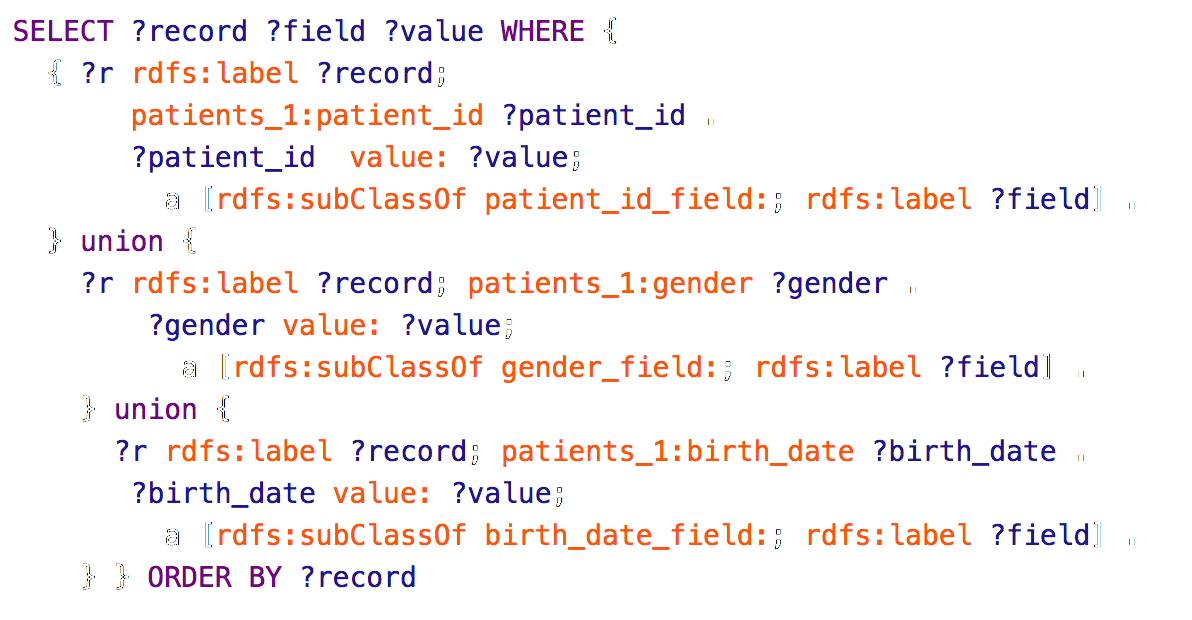 SELECT ?record ?field ?value WHERE {
{ ?r rdfs:label ?record;
patients_1:patient_id ?patient_id .
?patient_id  value: ?value;
a [rdfs:subClassOf patient_id_field:; rdfs:label ?field] .
} union {
?r rdfs:label ?record; patients_1:gender ?gender .
?gender value: ?value;
a [rdfs:subClassOf gender_field:; rdfs:label ?field] .
} union {
?r rdfs:label ?record; patients_1:birth_date ?birth_date .
?birth_date value: ?value;
a [rdfs:subClassOf birth_date_field:; rdfs:label ?field] .
} } ORDER BY ?record